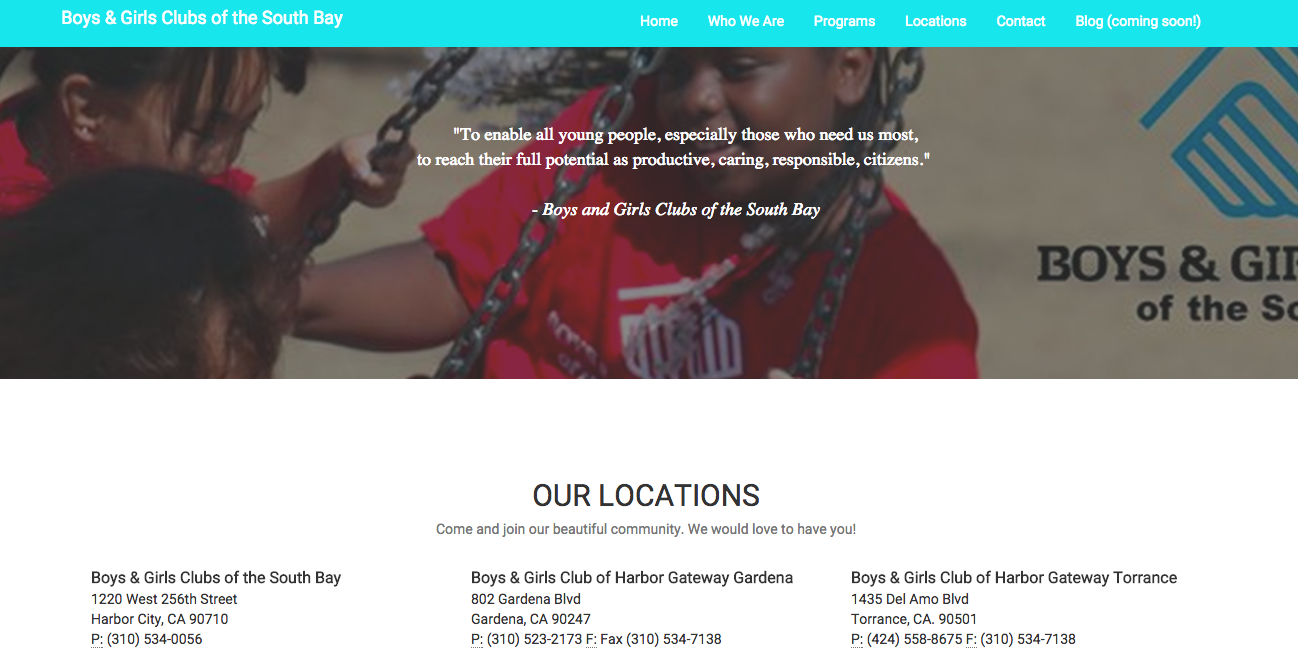 Boys & Girls Clubs of the South Bay
Home Who We Are Programs Locations Contact Blog (coming soon!)
"To enable all young people, especially those who need us most,
to reach their full potential as productive, caring, responsible, citizens."
- Boys and Girls Clubs of the South Bay
BOYS &
of the
OUR LOCATIONS
Come and join our beautiful community. We would love to have you!
Boys & Girls Clubs of the South Bay
1220 West 256th Street
Harbor City, CA 90710
P: (310) 534-0056
Boys & Girls Club of Harbor Gateway Gardena
802 Gardena Blvd
Gardena, CA 90247
P: (310) 523-2173 F: Fax (310) 534-7138
Boys & Girls Club of Harbor Gateway Torrance
1435 Del Amo Blvd
Torrance, CA. 90501
P: (424) 558-8675 F: (310) 534-7138